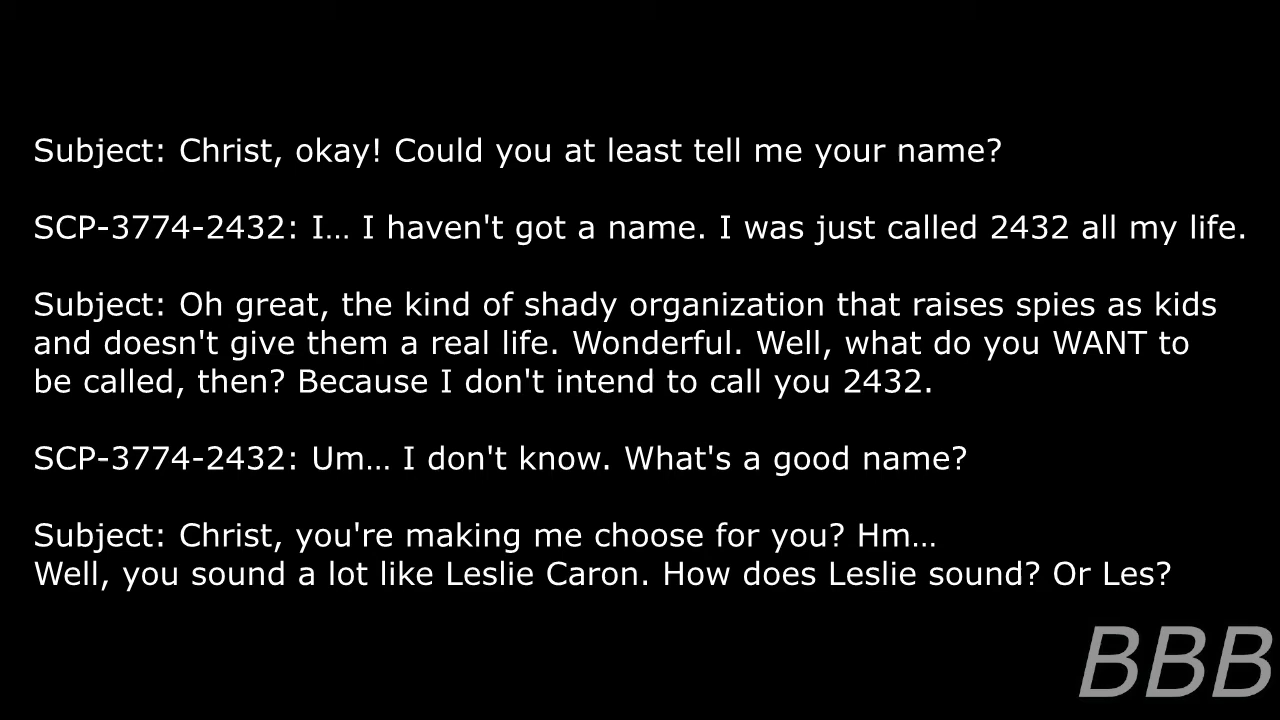 Subject: Christ, okay! Could you at least tell me your name?
SCP-3774-2432: I… I haven't got a name. I was just called 2432 all my life.
Subject: Oh great, the kind of shady organization that raises spies as kids
and doesn't give them a real life. Wonderful. Well, what do you WANT to
be called, then? Because I don't intend to call you 2432.
SCP-3774-2432: Um… I don't know. What's a good name?
Subject: Christ, you're making me choose for you? Hm…
Well, you sound a lot like Leslie Caron. How does Leslie sound? Or Les?
BBB